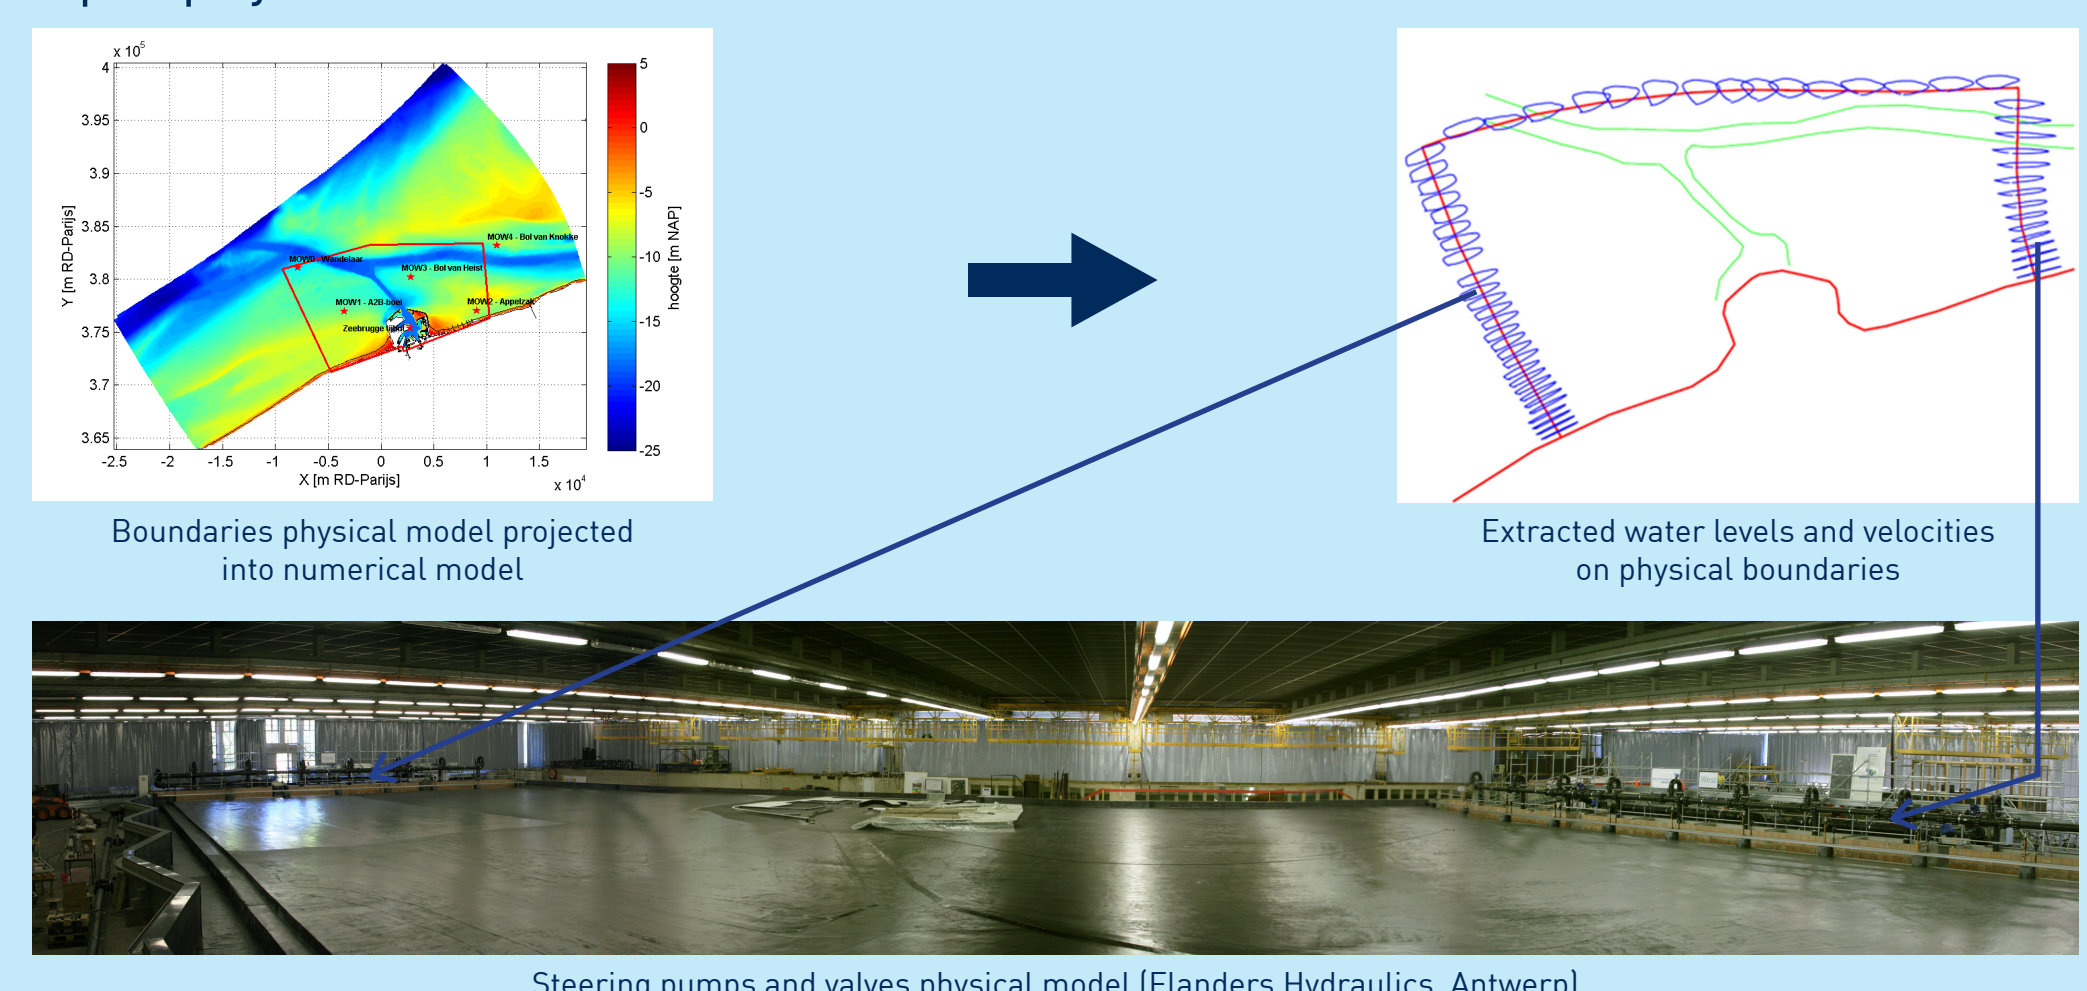 x 10⁵
4
3.95
3.9
3.85
3.8
3.75
3.7
3.65
Y [m RD-Parijs]
-2.5 -2 -1.5 -1 -0.5 0 0.5 1 1.5
X [m RD-Parijs]
x 10⁴
MOW4 - Bol van Knokke
MOW0 - Wandelaar
MOW3 - Bol van Heist
MOW1 - A2B-boei
MOW2 - Appelzak
Zeebrugge
5
0
-5
-10
-15
-20
-25
hoogte [m NAP]
Boundaries physical model projected
into numerical model
Extracted water levels and velocities
on physical boundaries
Steering pumps and valves physical model (Flanders Hydraulics, Antwerp)